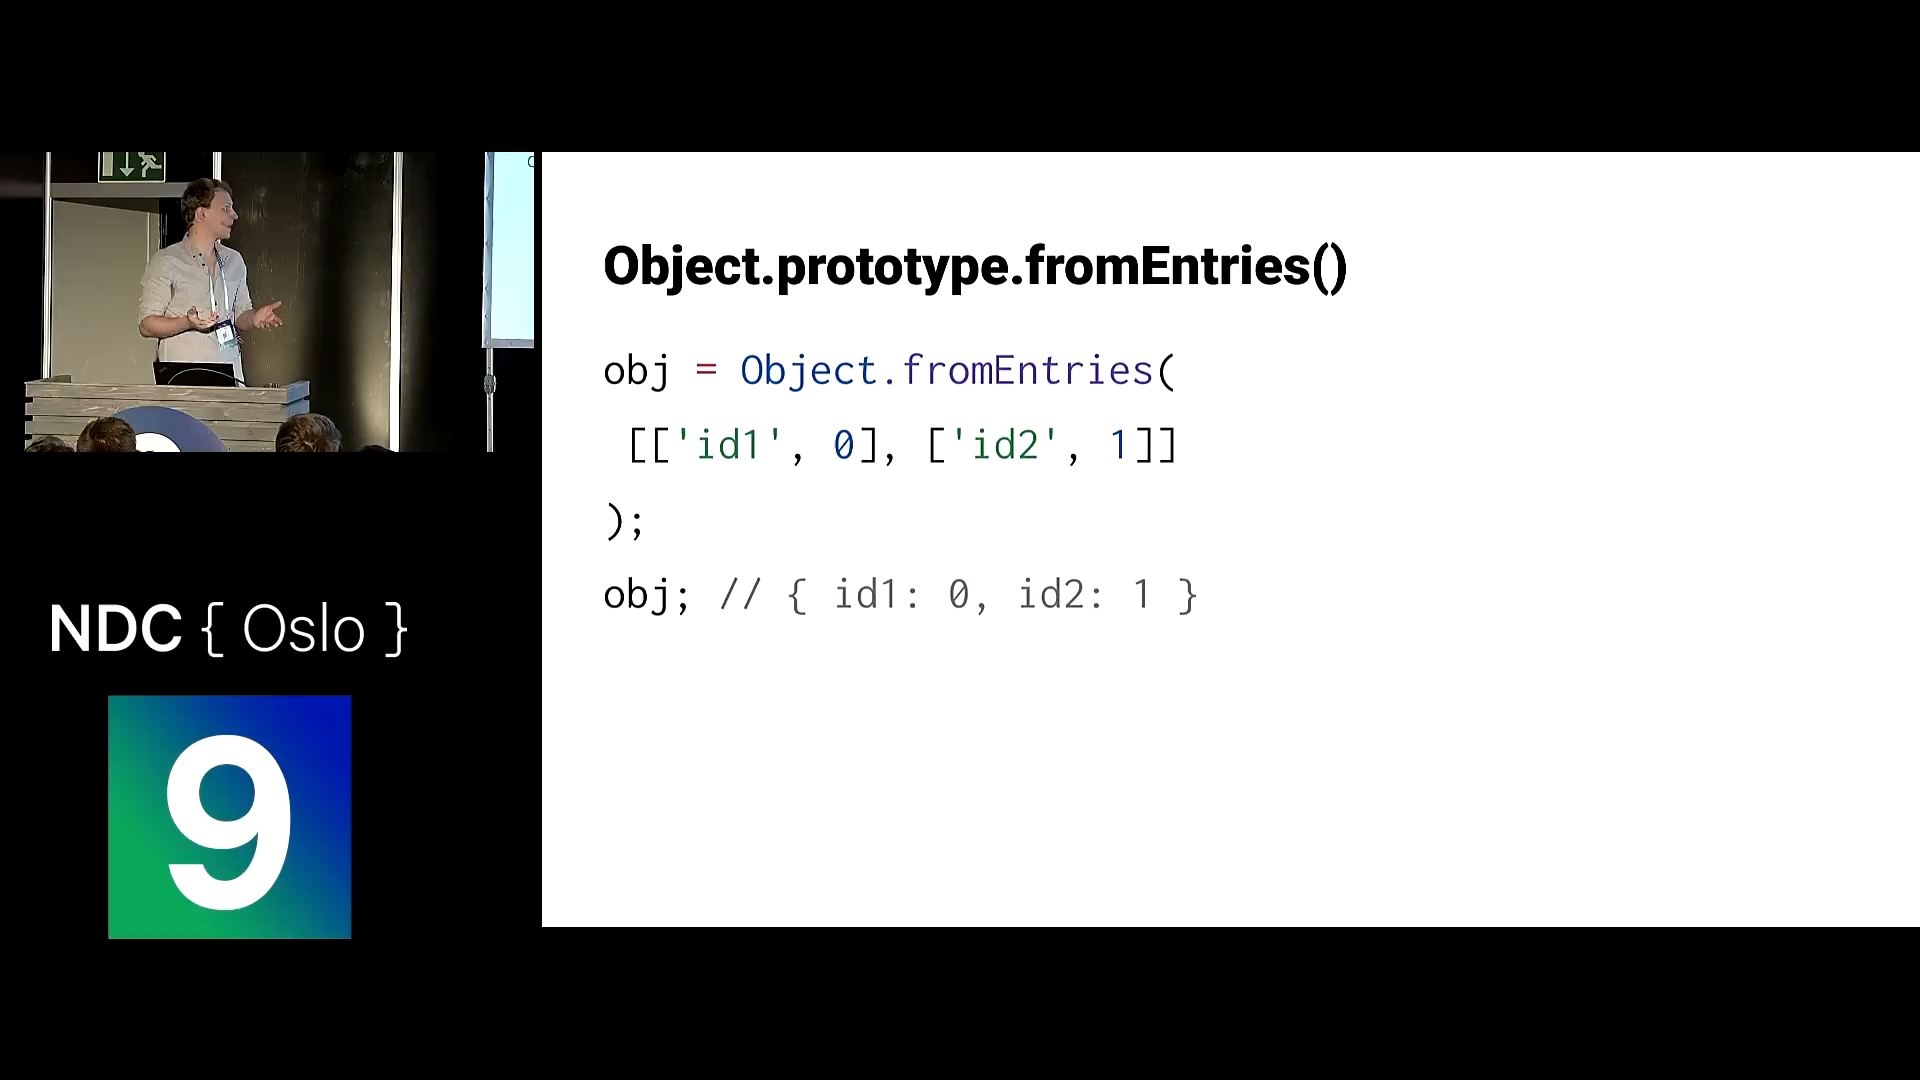 Object.prototype.fromEntries()
obj = Object.fromEntries(
[['id1', 0], ['id2', 1]]
);
obj; // { id1: 0, id2: 1 }
NDC { Oslo }
9